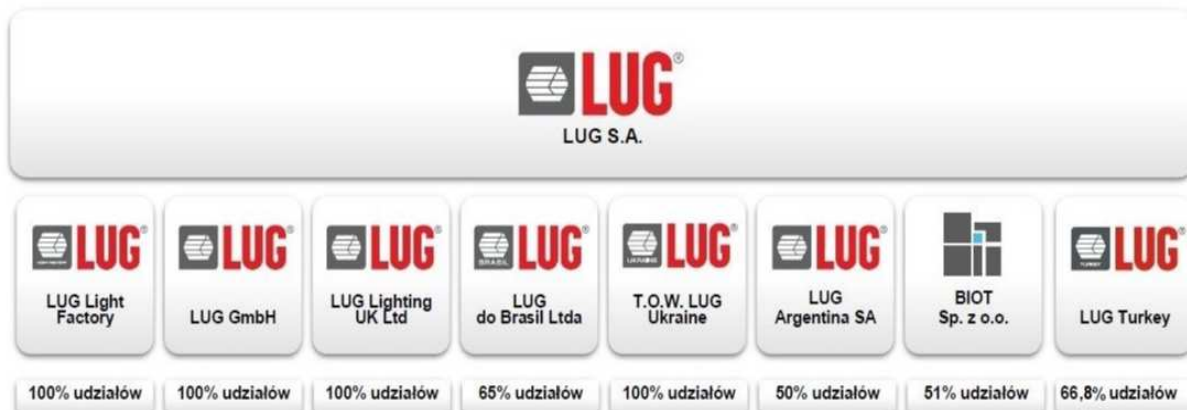 LUG®
LUG S.A.
LUG®
LUG Light
Factory
LUG®
LUG GmbH
LUG®
LUG Lighting
UK Ltd
BRASIL LUG®
LUG
do Brasil Ltda
UKRAINE LUG®
T.O.W. LUG
Ukraine
LUG®
LUG
Argentina SA
BIOT
Sp. z o.o.
TURKEY LUG®
LUG Turkey
100% udziałów
100% udziałów
100% udziałów
65% udziałów
100% udziałów
50% udziałów
51% udziałów
66,8% udziałów